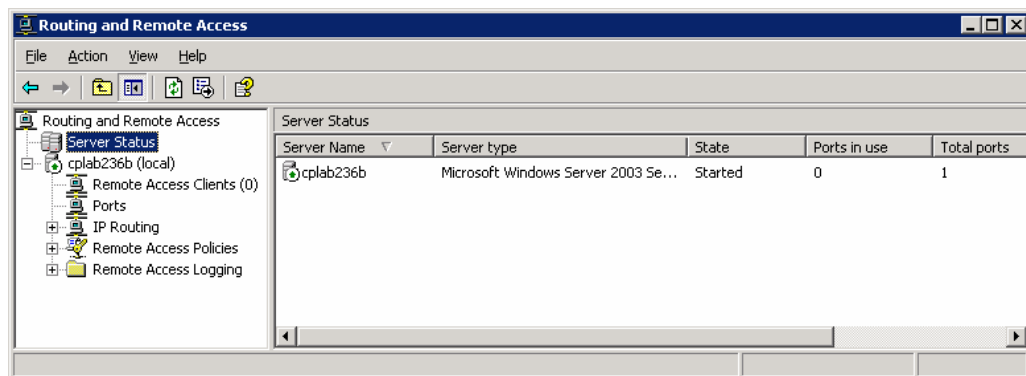 Routing and Remote Access
File Action View Help
Routing and Remote Access
Server Status
cplab236b (local)
Remote Access Clients (0)
Ports
IP Routing
Remote Access Policies
Remote Access Logging
Server Status
Server Name Server type State Ports in use Total ports
cplab236b Microsoft Windows Server 2003 Se... Started 0 1